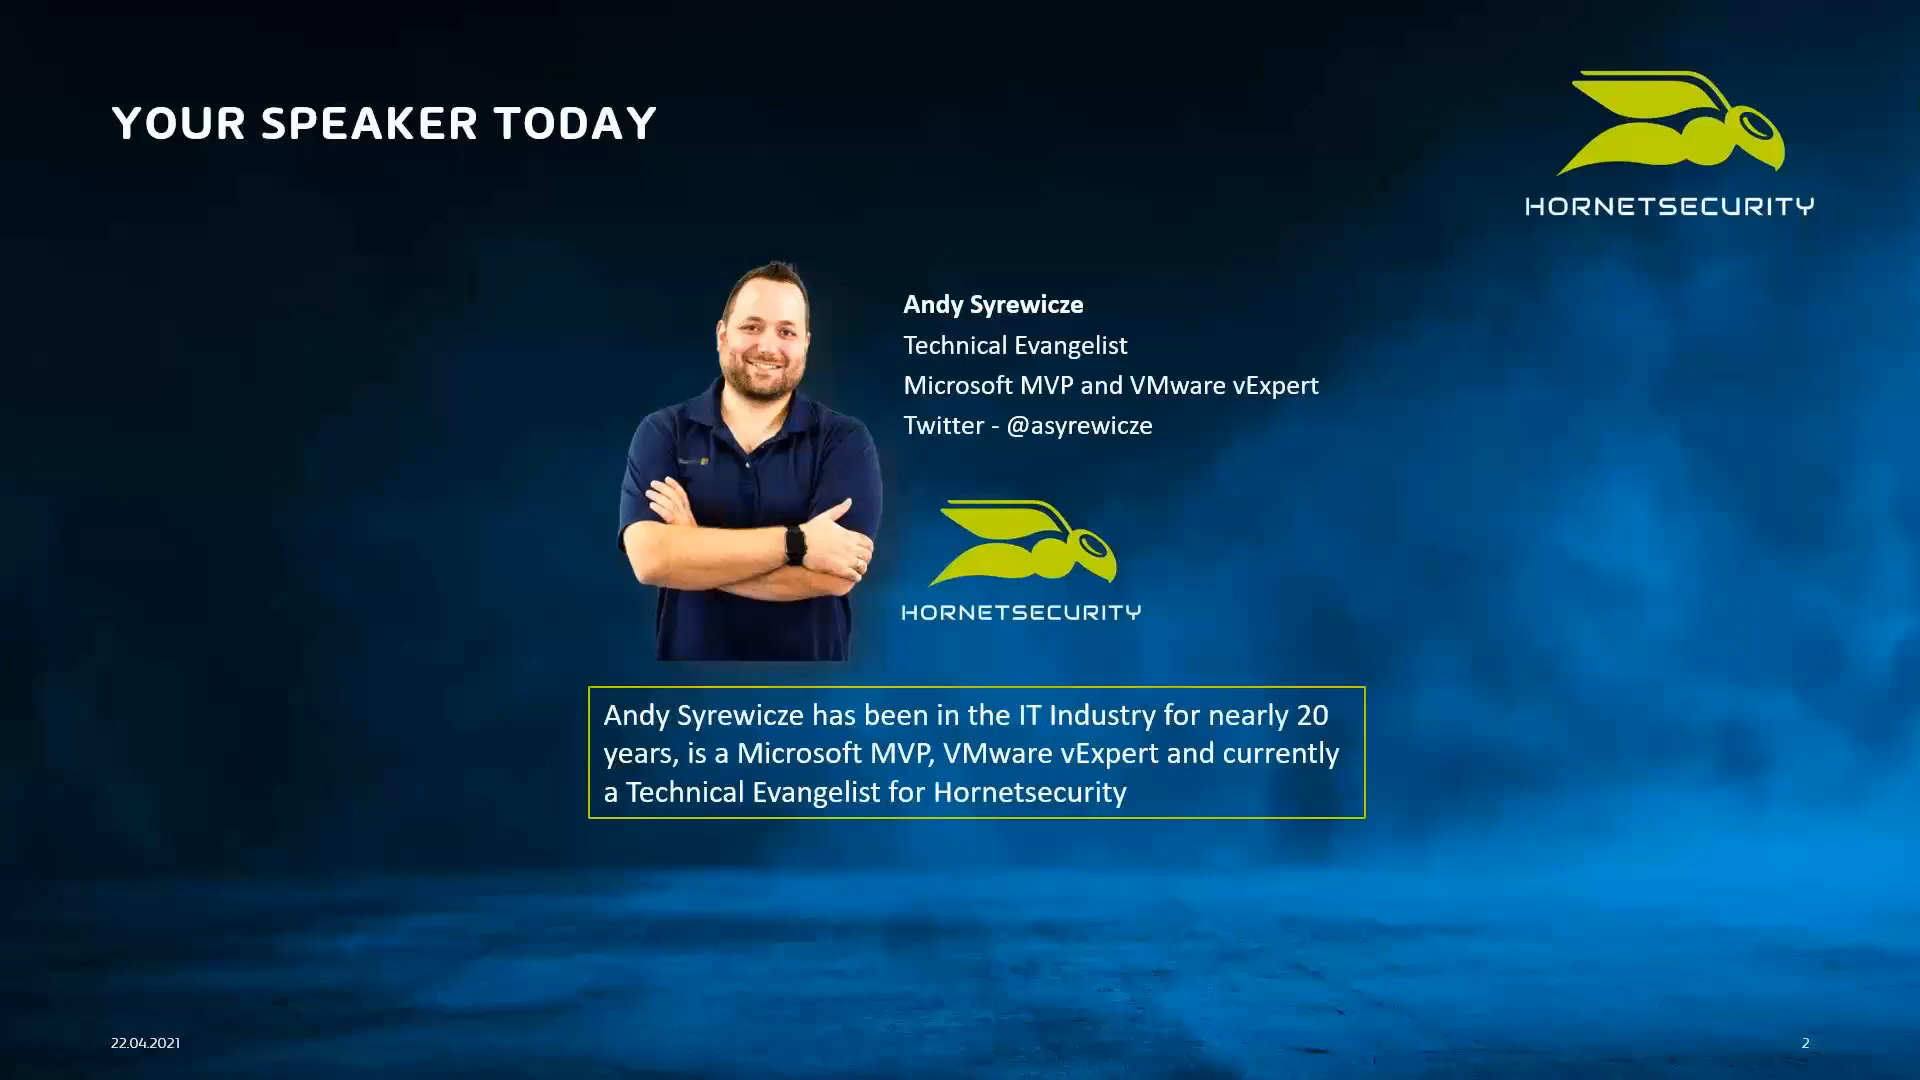 YOUR SPEAKER TODAY
HORNETSECURITY
Andy Syrewicze
Technical Evangelist
Microsoft MVP and VMware vExpert
Twitter - @asyrewicze
HORNETSECURITY
Andy Syrewicze has been in the IT Industry for nearly 20
years, is a Microsoft MVP, VMware vExpert and currently
a Technical Evangelist for Hornetsecurity
22.04.2021
2